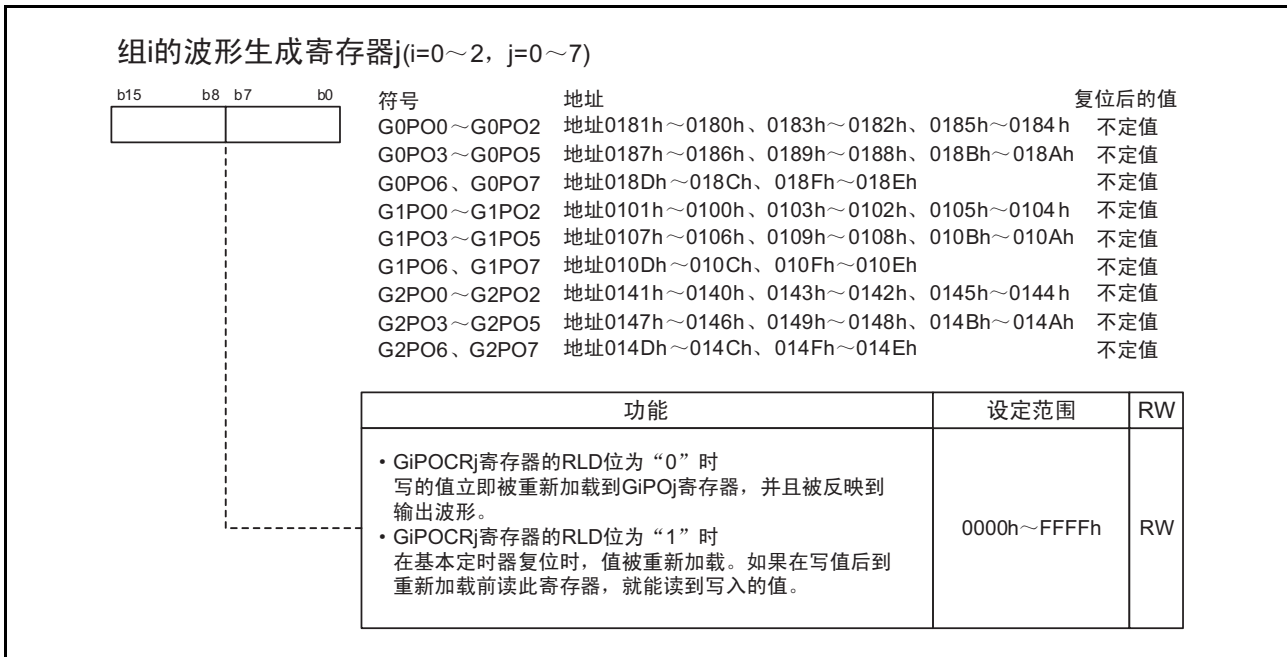 组i的波形生成寄存器j(i=0～2，j=0～7)
b15 b8 b7 b0
符号 地址 复位后的值
G0PO0～G0PO2 地址0181h～0180h、0183h～0182h、0185h～0184h 不定值
G0PO3～G0PO5 地址0187h～0186h、0189h～0188h、018Bh～018Ah 不定值
G0PO6、G0PO7 地址018Dh～018Ch、018Fh～018Eh 不定值
G1PO0～G1PO2 地址0101h～0100h、0103h～0102h、0105h～0104h 不定值
G1PO3～G1PO5 地址0107h～0106h、0109h～0108h、010Bh～010Ah 不定值
G1PO6、G1PO7 地址010Dh～010Ch、010Fh～010Eh 不定值
G2PO0～G2PO2 地址0141h～0140h、0143h～0142h、0145h～0144h 不定值
G2PO3～G2PO5 地址0147h～0146h、0149h～0148h、014Bh～014Ah 不定值
G2PO6、G2PO7 地址014Dh～014Ch、014Fh～014Eh 不定值
功能 设定范围 RW
・GiPOCRj寄存器的RLD位为“0”时
写的值立即被重新加载到GiPOj寄存器，并且被反映到
输出波形。
・GiPOCRj寄存器的RLD位为“1”时
在基本定时器复位时，值被重新加载。如果在写值后到
重新加载前读此寄存器，就能读到写入的值。
0000h～FFFFh RW